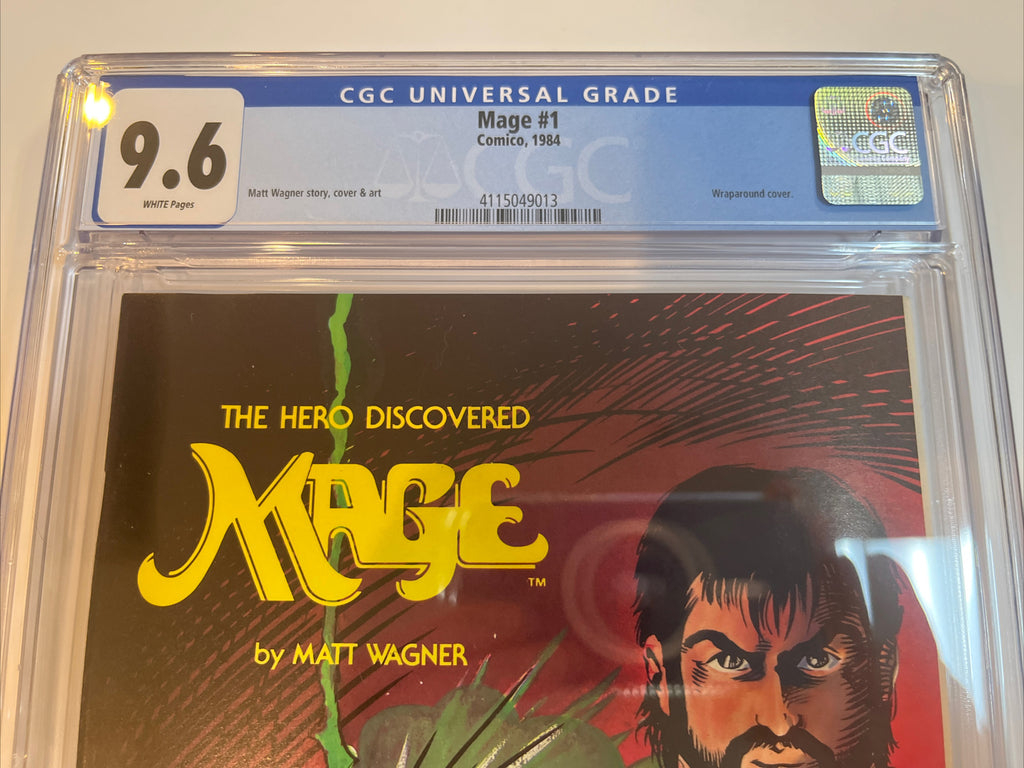 CGC UNIVERSAL GRADE
9.6
WHITE Pages
Mage #1
Comico, 1984
Matt Wagner story, cover & art
4115049013
Wraparound cover.
CGC
CGC
THE HERO DISCOVERED
MAGE
TM
by MATT WAGNER